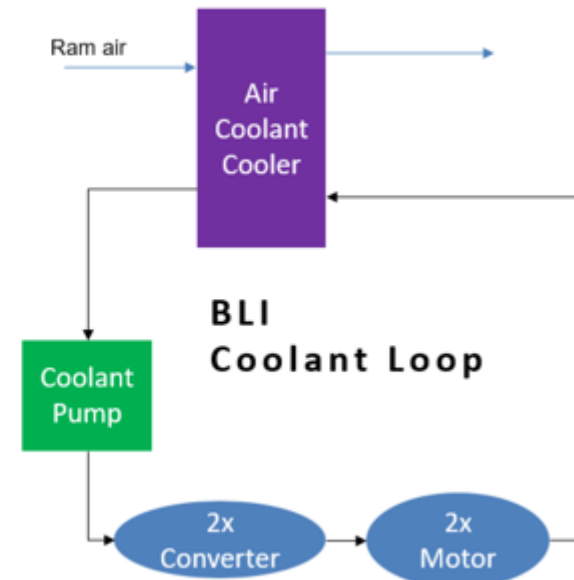 Ram air
Air
Coolant
Cooler
BLI
Coolant Loop
Coolant
Pump
2x
Converter
2x
Motor